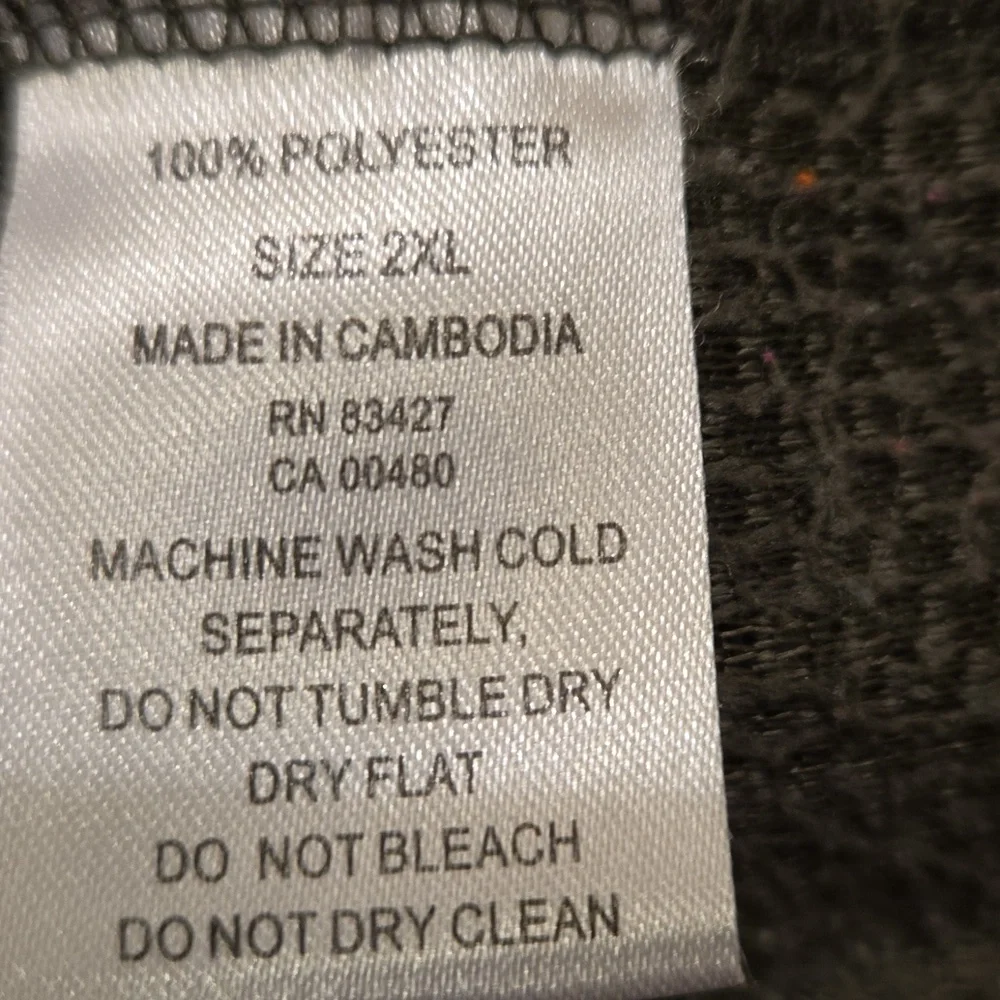 100% POLYESTER
SIZE 2XL
MADE IN CAMBODIA
RN 83427
CA 00480
MACHINE WASH COLD
SEPARATELY,
DO NOT TUMBLE DRY
DRY FLAT
DO NOT BLEACH
DO NOT DRY CLEAN